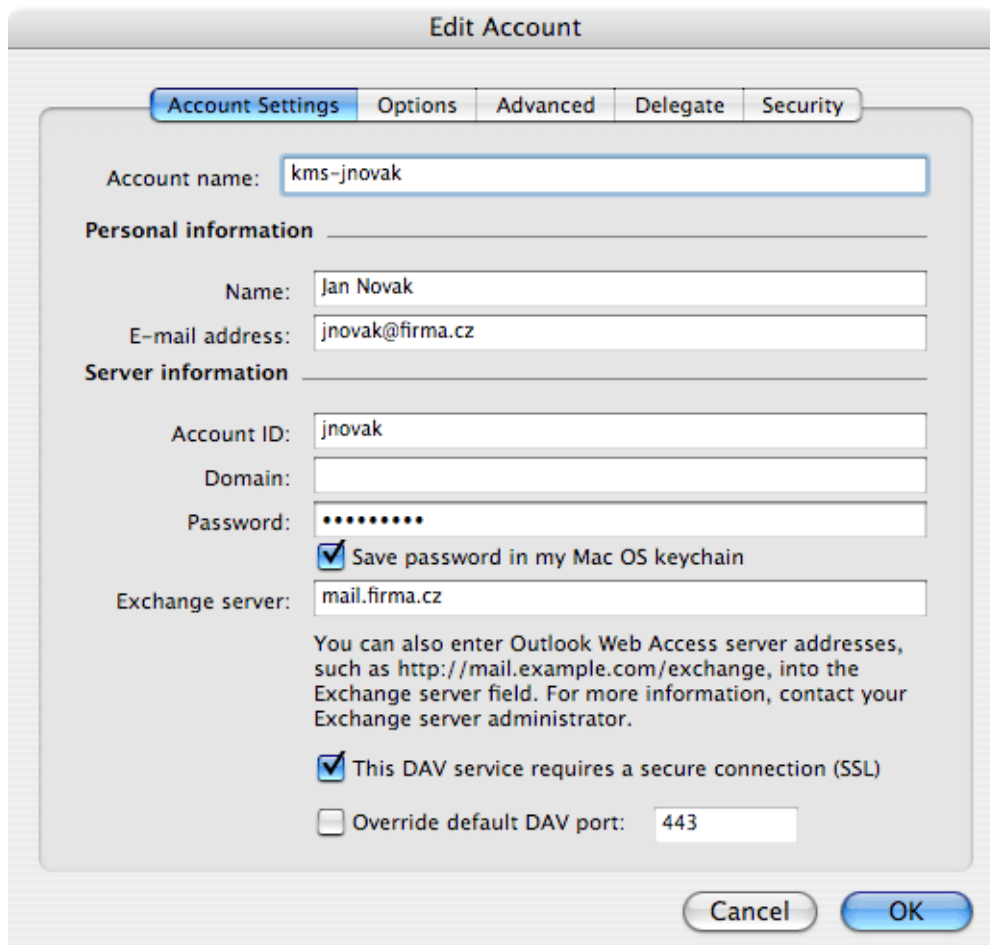 Edit Account
Account Settings Options Advanced Delegate Security
Account name: kms-jnovak
Personal information
Name: Jan Novak
E-mail address: jnovak@firma.cz
Server information
Account ID: jnovak
Domain:
Password: •••••••••
Save password in my Mac OS keychain
Exchange server: mail.firma.cz
You can also enter Outlook Web Access server addresses,
such as http://mail.example.com/exchange, into the
Exchange server field. For more information, contact your
Exchange server administrator.
This DAV service requires a secure connection (SSL)
Override default DAV port: 443
Cancel OK